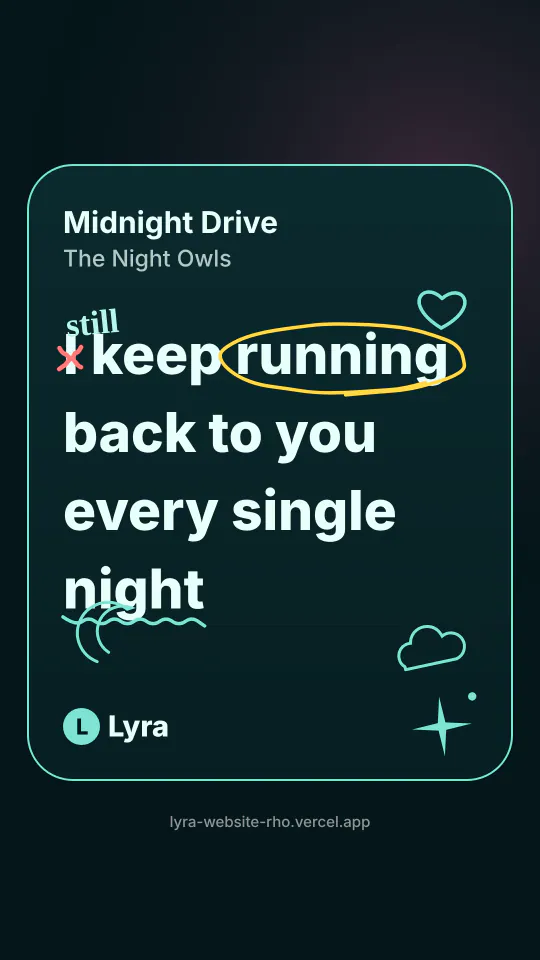 Midnight Drive
The Night Owls
still
I keep running
back to you
every single
night
L Lyra
lyra-website-rho.vercel.app